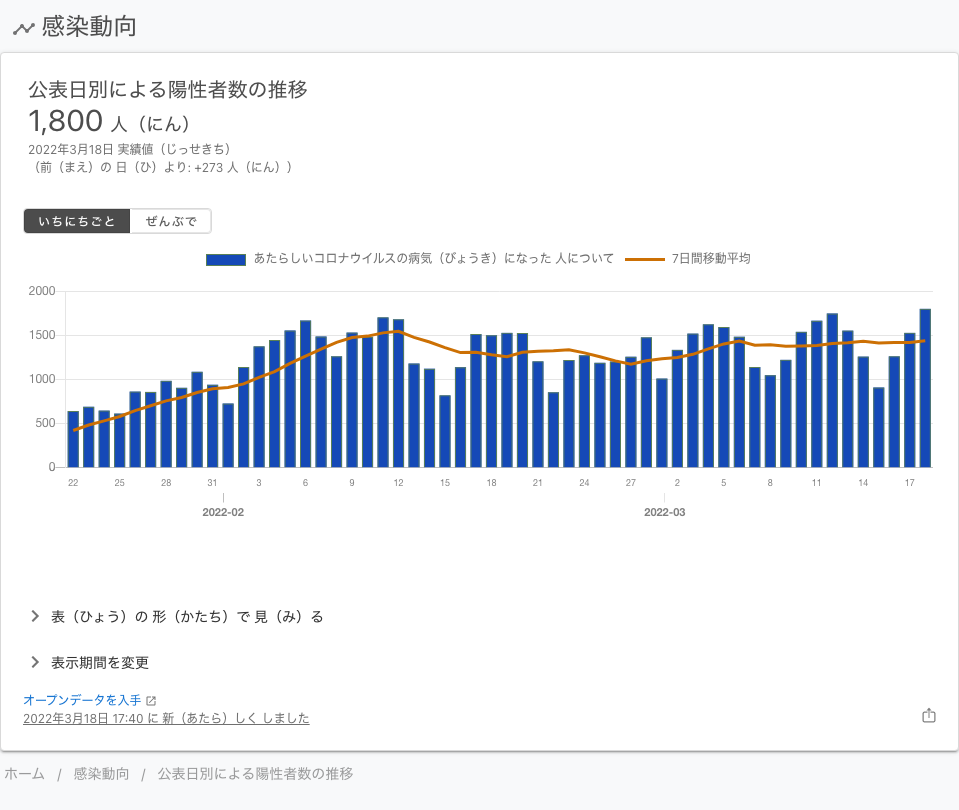 感染動向
公表日別による陽性者数の推移
1,800 人（にん）
2022年3月18日 実績値（じっせきち）
（前（まえ）の 日（ひ）より: +273 人（にん））
いちにちごと ぜんぶで
あたらしいコロナウイルスの病気（びょうき）になった 人について 7日間移動平均
2000
1500
1000
500
0
22 25 28 31 3 6 9 12 15 18 21 24 27 2 5 8 11 14 17
2022-02 2022-03
表（ひょう）の 形（かたち）で 見（み）る
表示期間を変更
オープンデータを入手
2022年3月18日 17:40 に 新（あたら）しく しました
ホーム / 感染動向 / 公表日別による陽性者数の推移